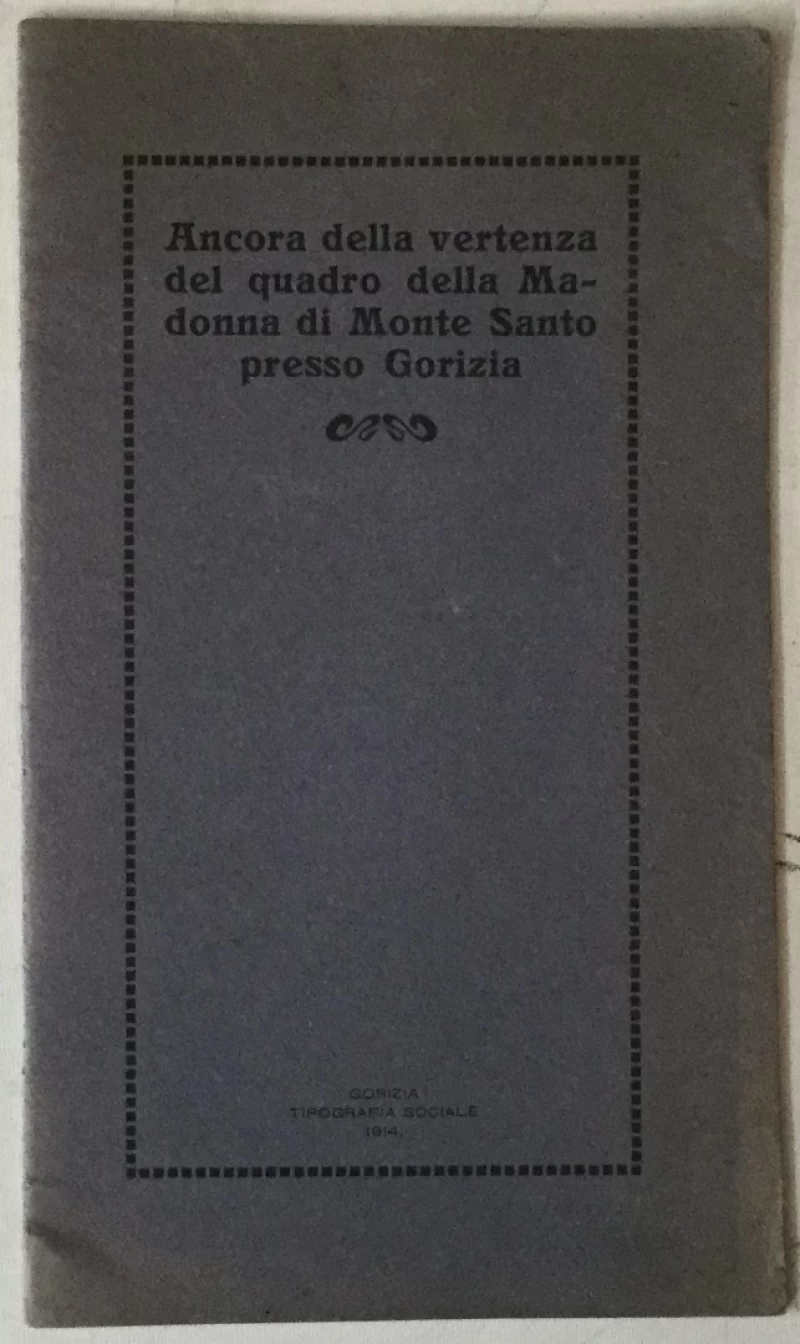 Ancora della vertenza
del quadro della Ma-
donna di Monte Santo
presso Gorizia
GORIZIA
TIPOGRAFIA SOCIALE
1914.